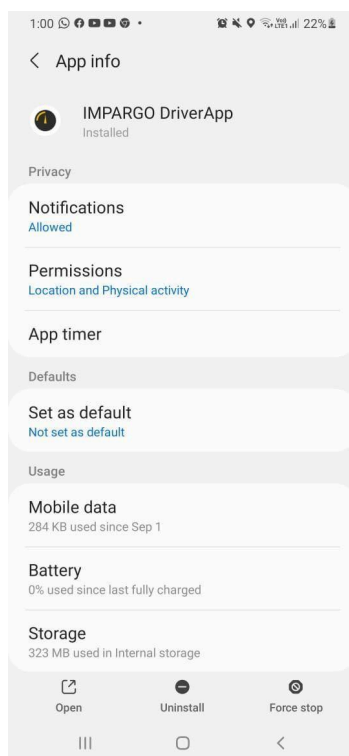 1:00 22%
App info
IMPARGO DriverApp
Installed
Privacy
Notifications
Allowed
Permissions
Location and Physical activity
App timer
Defaults
Set as default
Not set as default
Usage
Mobile data
284 KB used since Sep 1
Battery
0% used since last fully charged
Storage
323 MB used in Internal storage
Open Uninstall Force stop